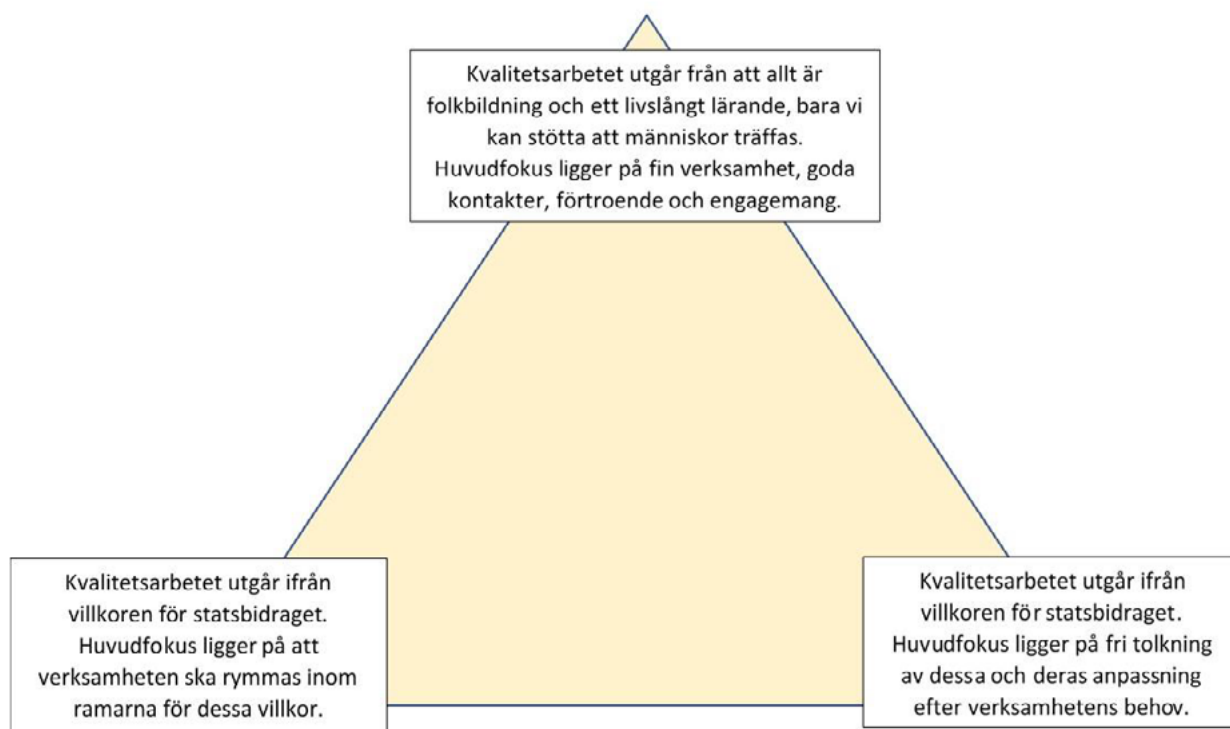 Kvalitetsarbetet utgår från att allt är
folkbildning och ett livslångt lärande, bara vi
kan stötta att människor träffas.
Huvudfokus ligger på fin verksamhet, goda
kontakter, förtroende och engagemang.
Kvalitetsarbetet utgår ifrån
villkoren för statsbidraget.
Huvudfokus ligger på att
verksamheten ska rymmas inom
ramarna för dessa villkor.
Kvalitetsarbetet utgår ifrån
villkoren för statsbidraget.
Huvudfokus ligger på fri tolkning
av dessa och deras anpassning
efter verksamhetens behov.